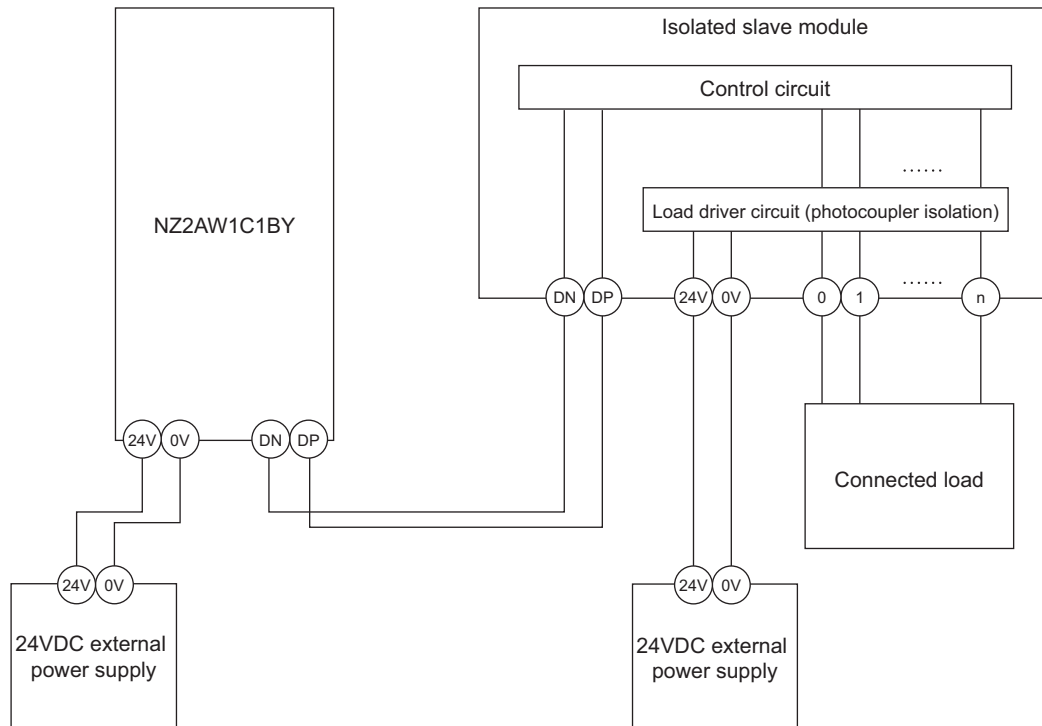 Isolated slave module
Control circuit
......
NZ2AW1C1BY
Load driver circuit (photocoupler isolation)
DN DP 24V 0V 0 1 ...... n
24V 0V DN DP
Connected load
24V 0V
24VDC external
power supply
24V 0V
24VDC external
power supply